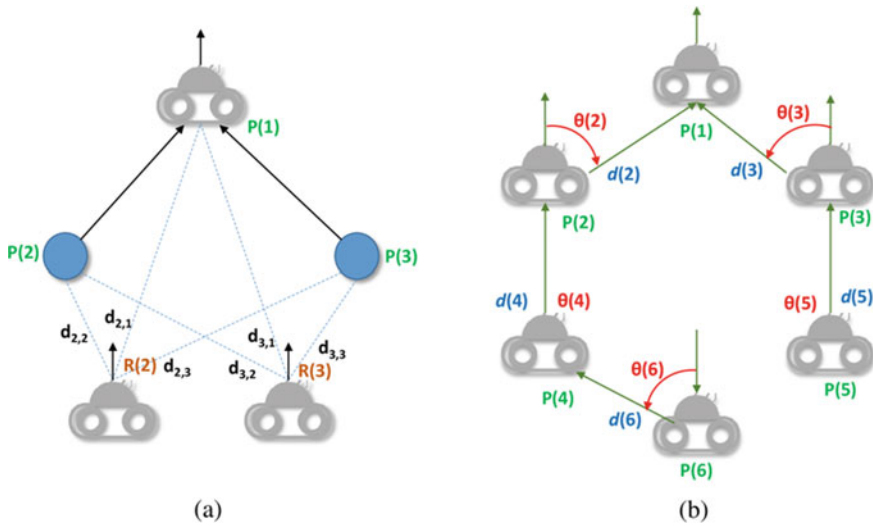 P(1)
P(2)
P(3)
d2,2
d2,1
R(2)
d2,3
d3,2
d3,1
R(3)
d3,3
(a)
P(1)
θ(2)
θ(3)
d(2)
d(3)
P(2)
P(3)
d(4)
θ(4)
θ(5)
d(5)
θ(6)
P(4)
d(6)
P(5)
P(6)
(b)